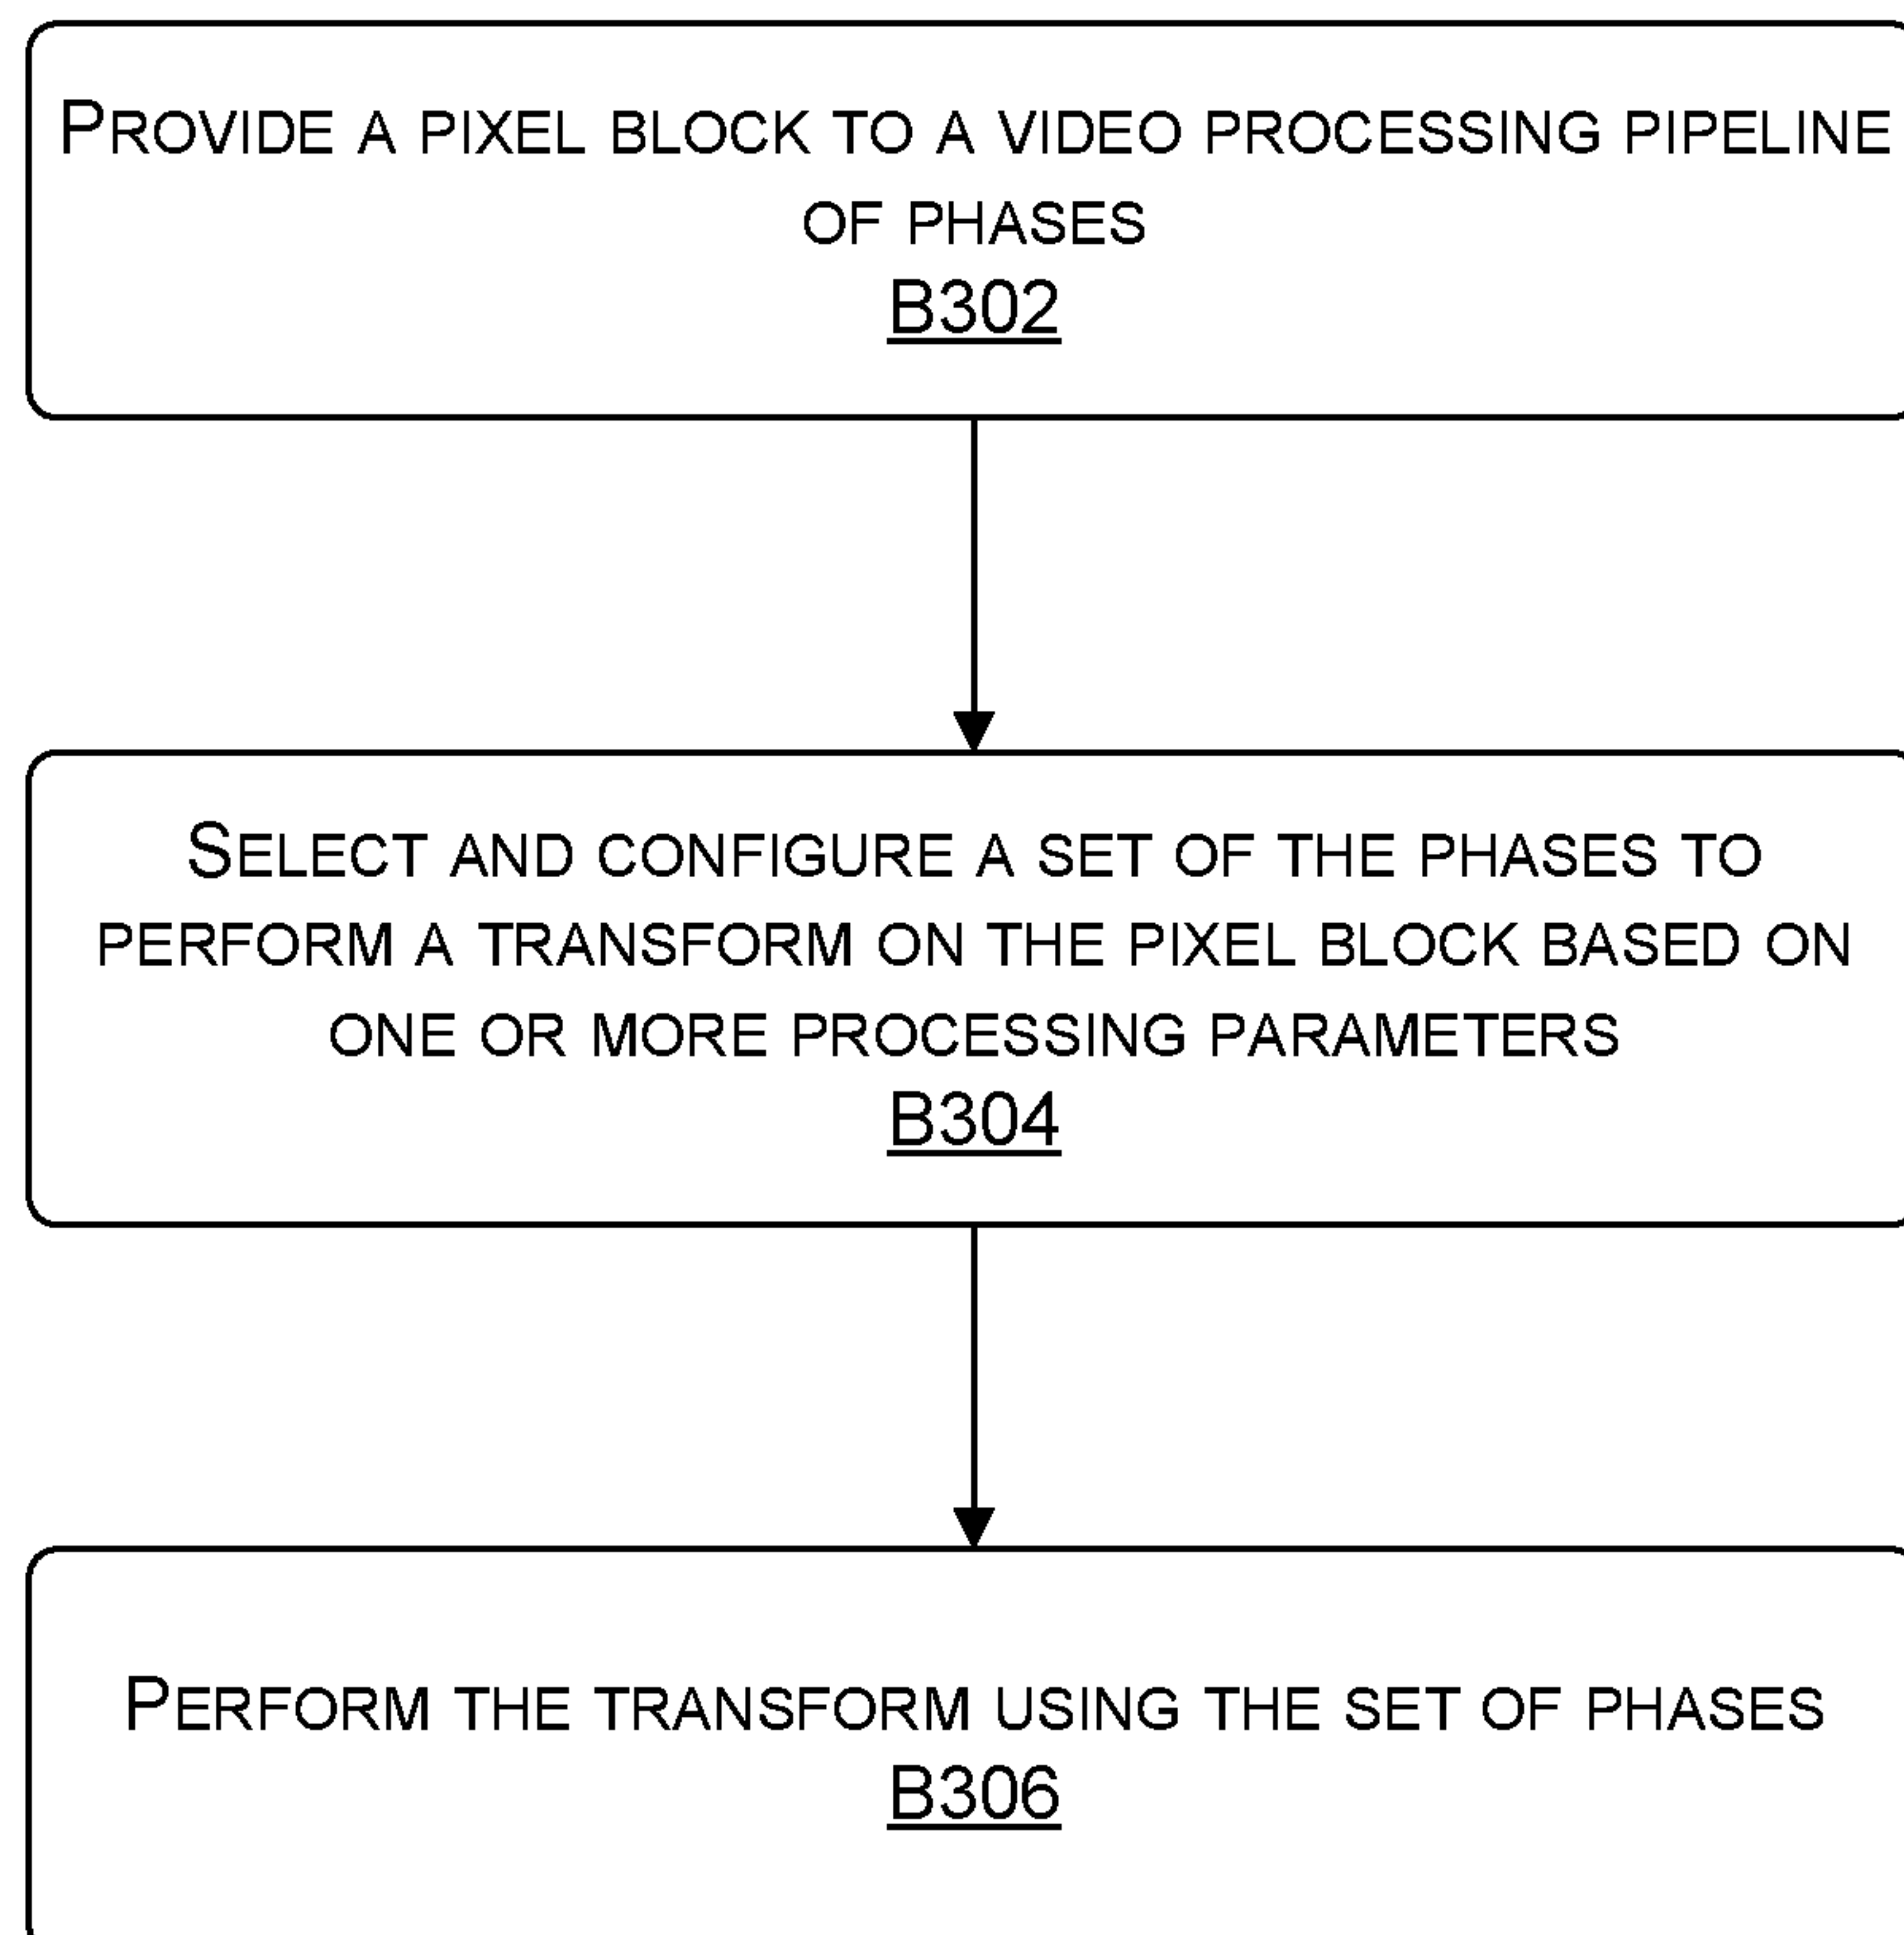 PROVIDE A PIXEL BLOCK TO A VIDEO PROCESSING PIPELINE
OF PHASES
B302
SELECT AND CONFIGURE A SET OF THE PHASES TO
PERFORM A TRANSFORM ON THE PIXEL BLOCK BASED ON
ONE OR MORE PROCESSING PARAMETERS
B304
PERFORM THE TRANSFORM USING THE SET OF PHASES
B306